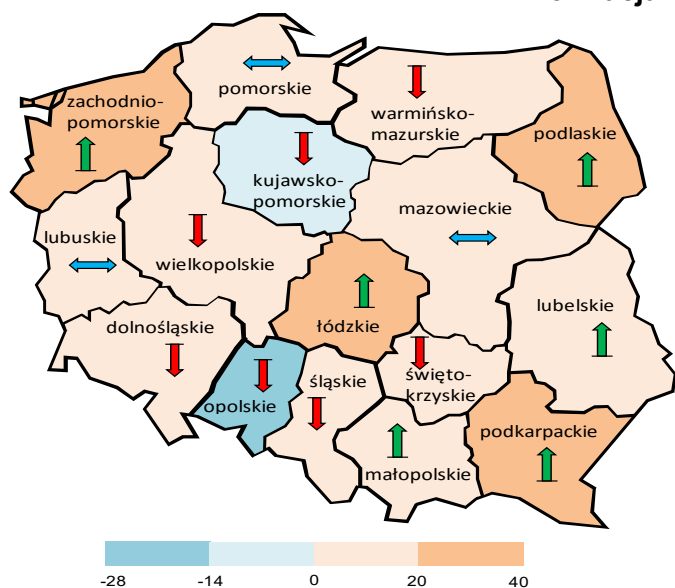 pomorskie
zachodnio-
pomorskie
warmińsko-
mazurskie
podlaskie
kujawsko-
pomorskie
mazowieckie
lubuskie
wielkopolskie
lubelskie
dolnośląskie
łódzkie
śląskie
święto-
krzyskie
opolskie
podkarpackie
małopolskie
-28 -14 0 20 40